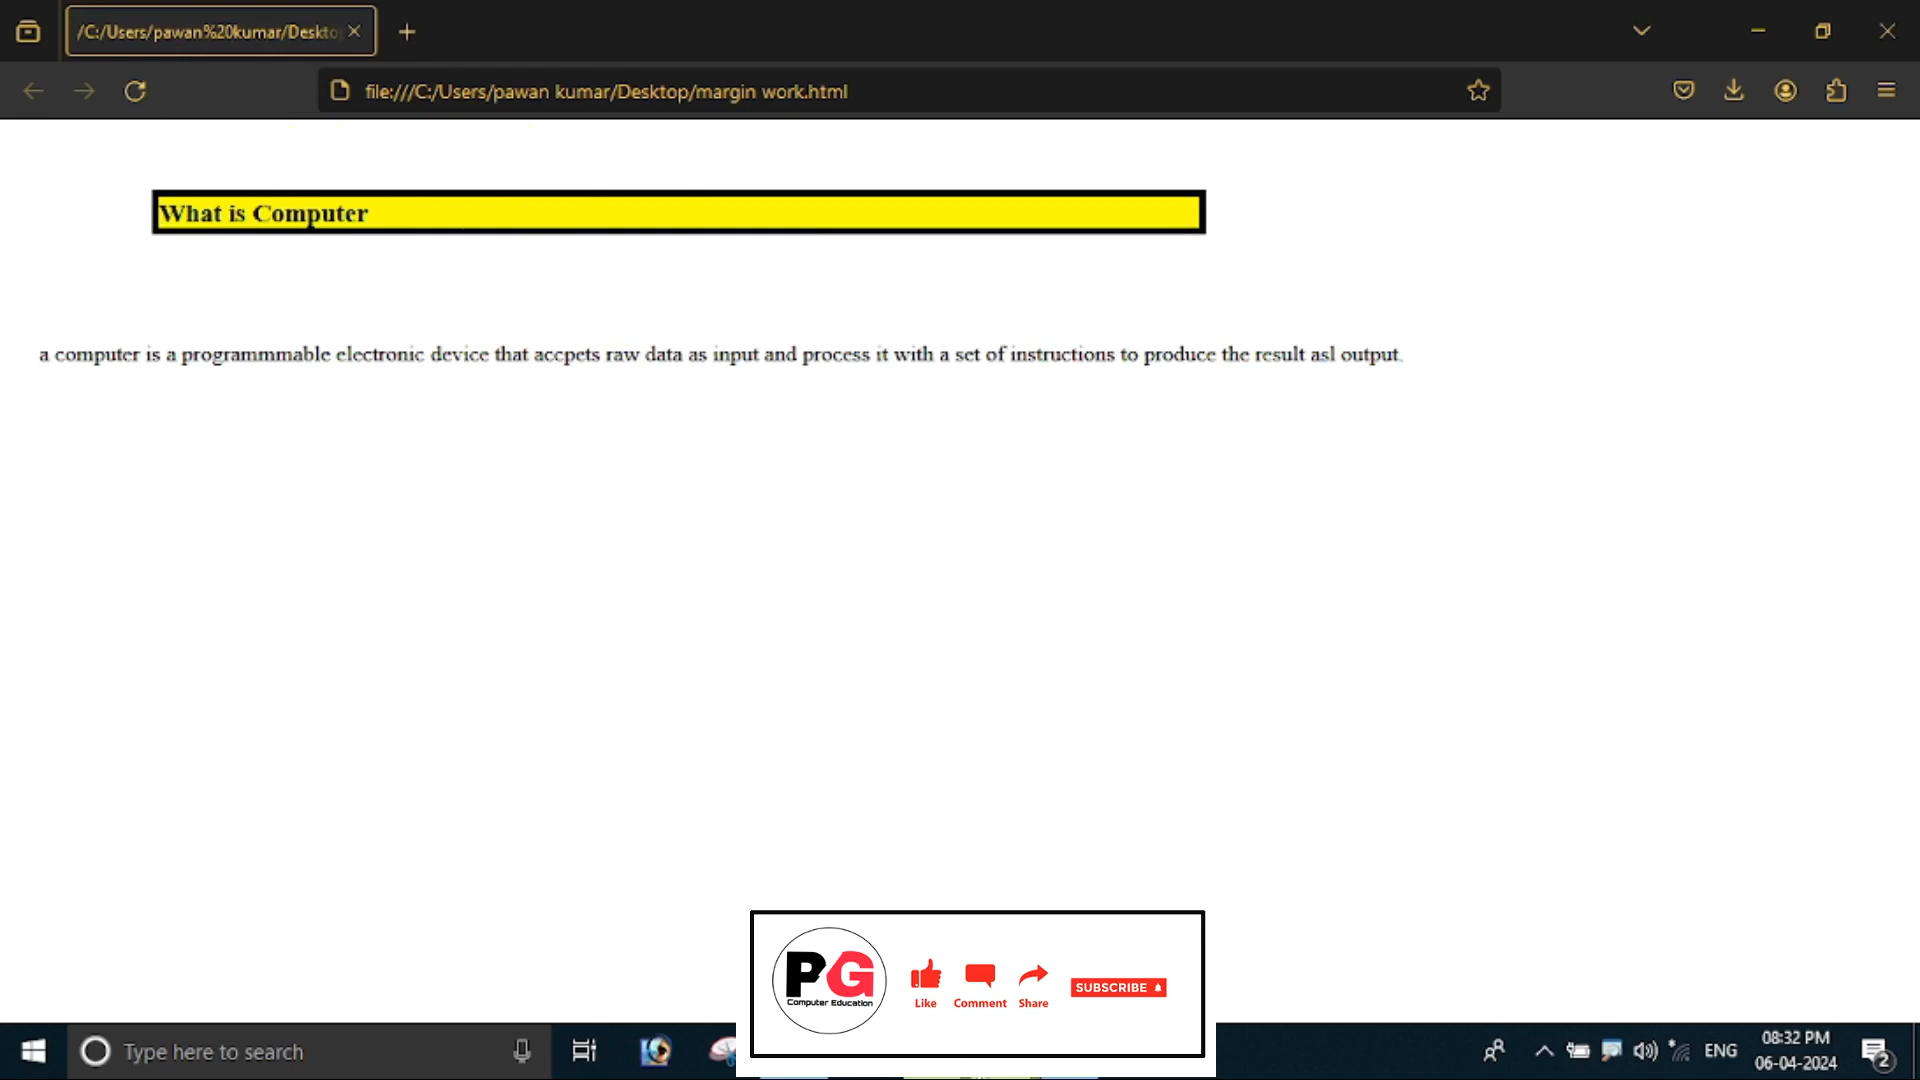 /C:/Users/pawan%20kumar/Deskto
file:///C:/Users/pawan kumar/Desktop/margin work.html
What is Computer
a computer is a programmmable electronic device that accpets raw data as input and process it with a set of instructions to produce the result asl output.
PG
Computer Education
Like
Comment
Share
SUBSCRIBE
Type here to search
ENG
08:32 PM
06-04-2024
2